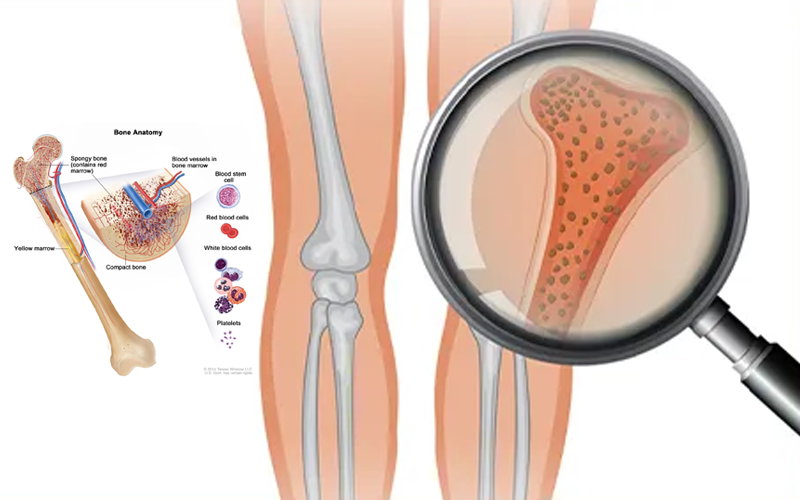 Bone Anatomy
Spongy bone
(contains red
marrow)
Blood vessels in
bone marrow
Blood stem
cell
Red blood cells
White blood cells
Yellow marrow
Compact bone
Platelets